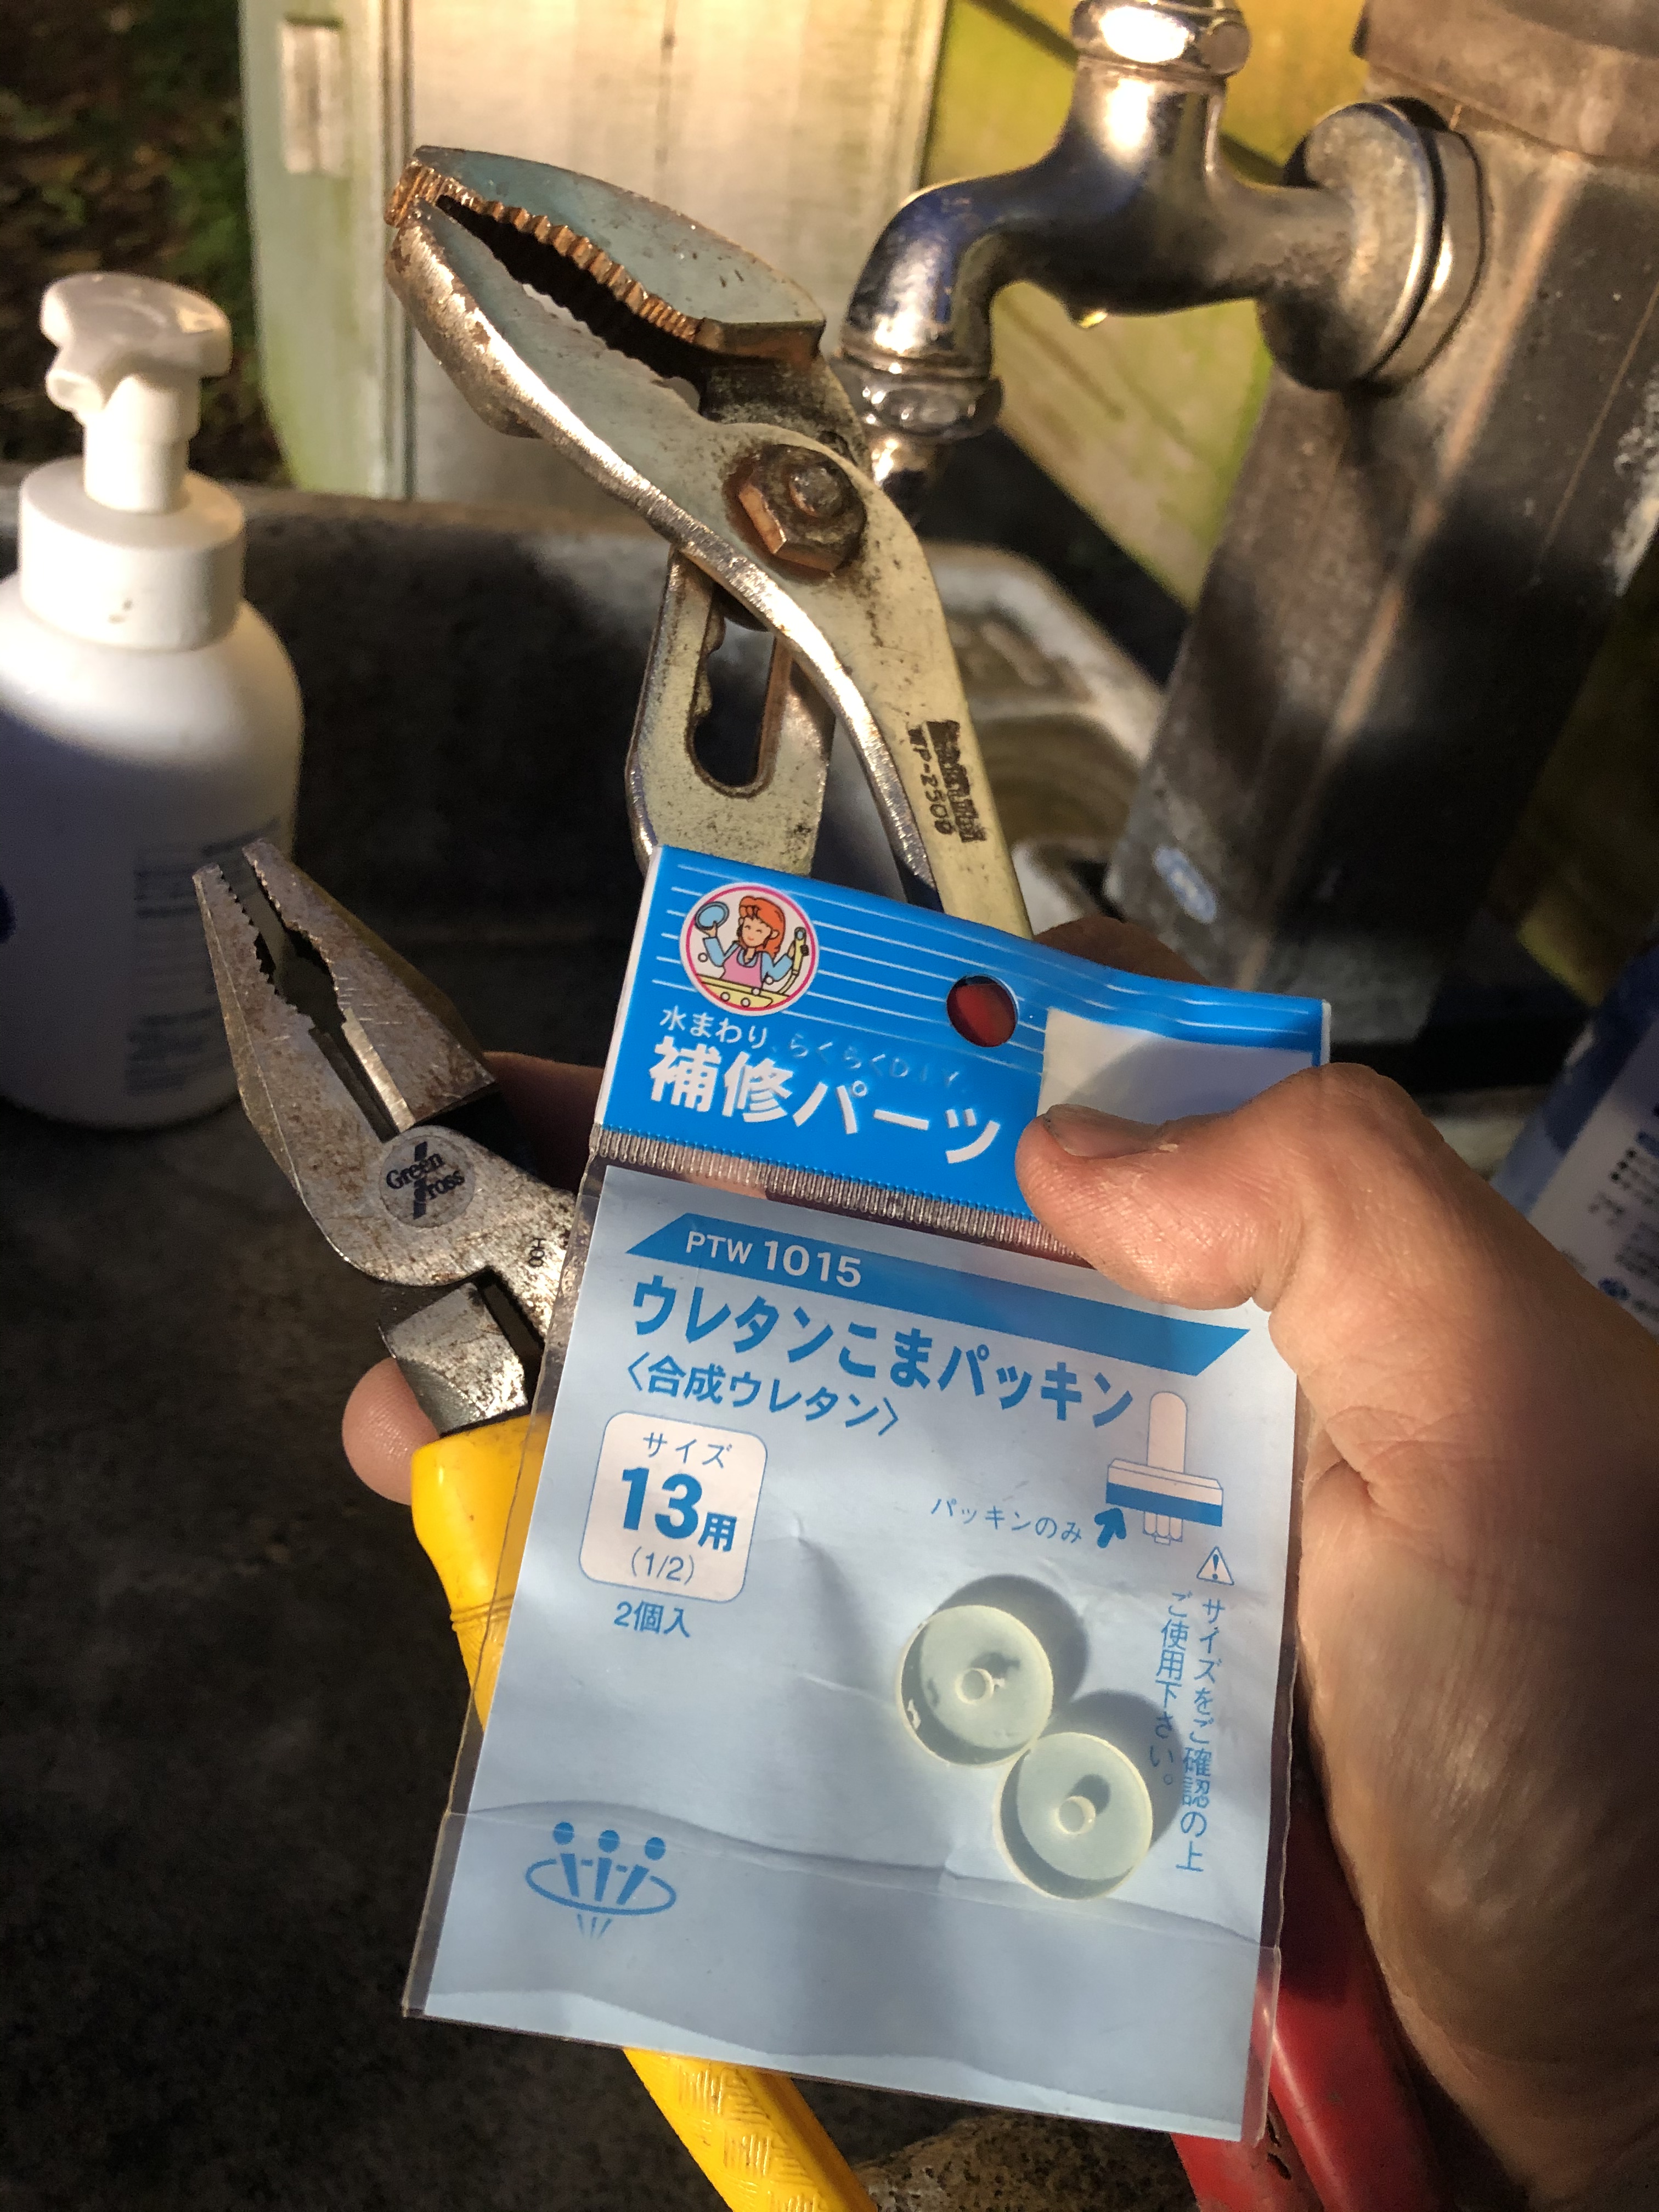 WP-250S
水まわり らくらくDIY
補修パーツ
Green
Cross
PTW 1015
ウレタンこまパッキン
〈合成ウレタン〉
サイズ
13用
(1/2)
2個入
パッキンのみ
サイズをご確認の上
ご使用下さい。